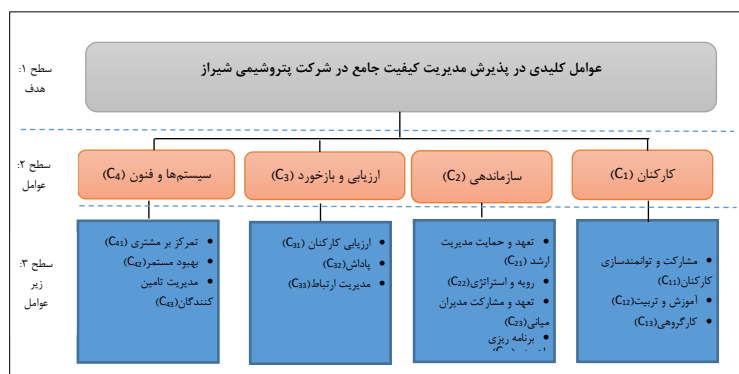 عوامل کلیدی در پذیرش مدیریت کیفیت جامع در شرکت پتروشیمی شیراز
سطح ۱:
هدف
سطح ۲:
عوامل
کارکنان (C1)
سازماندهی (C2)
ارزیابی و بازخورد (C3)
سیستم‌ها و فنون (C4)
سطح ۳:
زیر
عوامل
مشارکت و توانمندسازی
کارکنان(C11)
آموزش و تربیت(C12)
کارگروهی(C13)
تعهد و حمایت مدیریت
ارشد (C21)
رویه و استراتژی(C22)
تعهد و مشارکت مدیران
میانی(C23)
برنامه ریزی
ارزیابی کارکنان (C31)
پاداش(C32)
مدیریت ارتباط(C33)
تمرکز بر مشتری (C41)
بهبود مستمر(C42)
مدیریت تامین
کنندگان(C43)